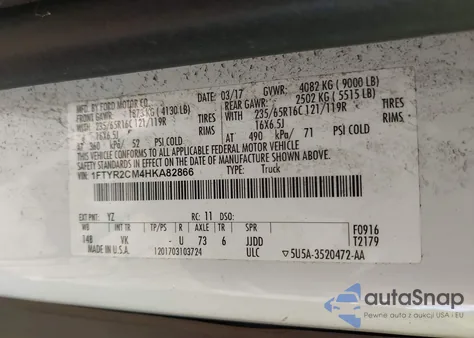 MFD. BY FORD MOTOR CO.
03/17 GVWR: 4082 KG ( 9000 LB)
FRONT GAWR: 1873 KG ( 4130 LB) REAR GAWR: 2502 KG ( 5515 LB)
WITH 235/65R16C 121/119R TIRES WITH 235/65R16C 121/119R TIRES
16X6.5J RIMS 16X6.5J RIMS
AT 360 kPa/ 52 PSI COLD AT 490 kPa/ 71 PSI COLD
THIS VEHICLE CONFORMS TO ALL APPLICABLE FEDERAL MOTOR VEHICLE
SAFETY STANDARDS IN EFFECT ON THE DATE OF MANUFACTURE SHOWN ABOVE.
VIN: 1FTYR2CM4HKA82866 TYPE: Truck
EXT PNT: YZ RC: 11 DSO:
WB INT TR TP/PS R AXLE TR SPR F0916
148 VK - U 73 6 JJDD T2179
MADE IN U.S.A. 1201703103724 ULC 5U5A-3520472-AA
autoSnap
Pewne auto z USA i EU